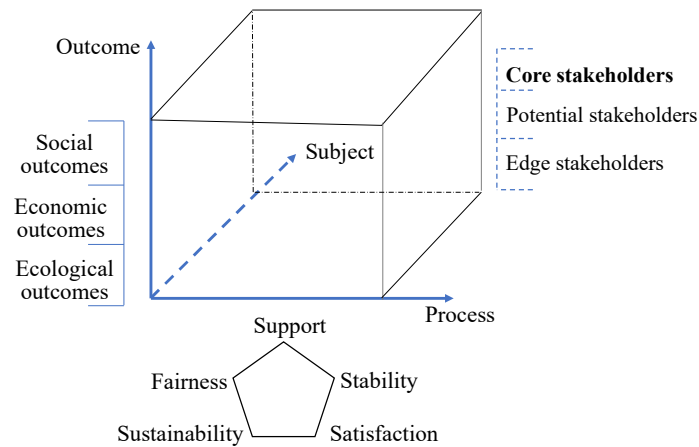 Outcome
Core stakeholders
Potential stakeholders
Edge stakeholders
Social
outcomes
Economic
outcomes
Ecological
outcomes
Subject
Process
Support
Fairness
Stability
Sustainability
Satisfaction